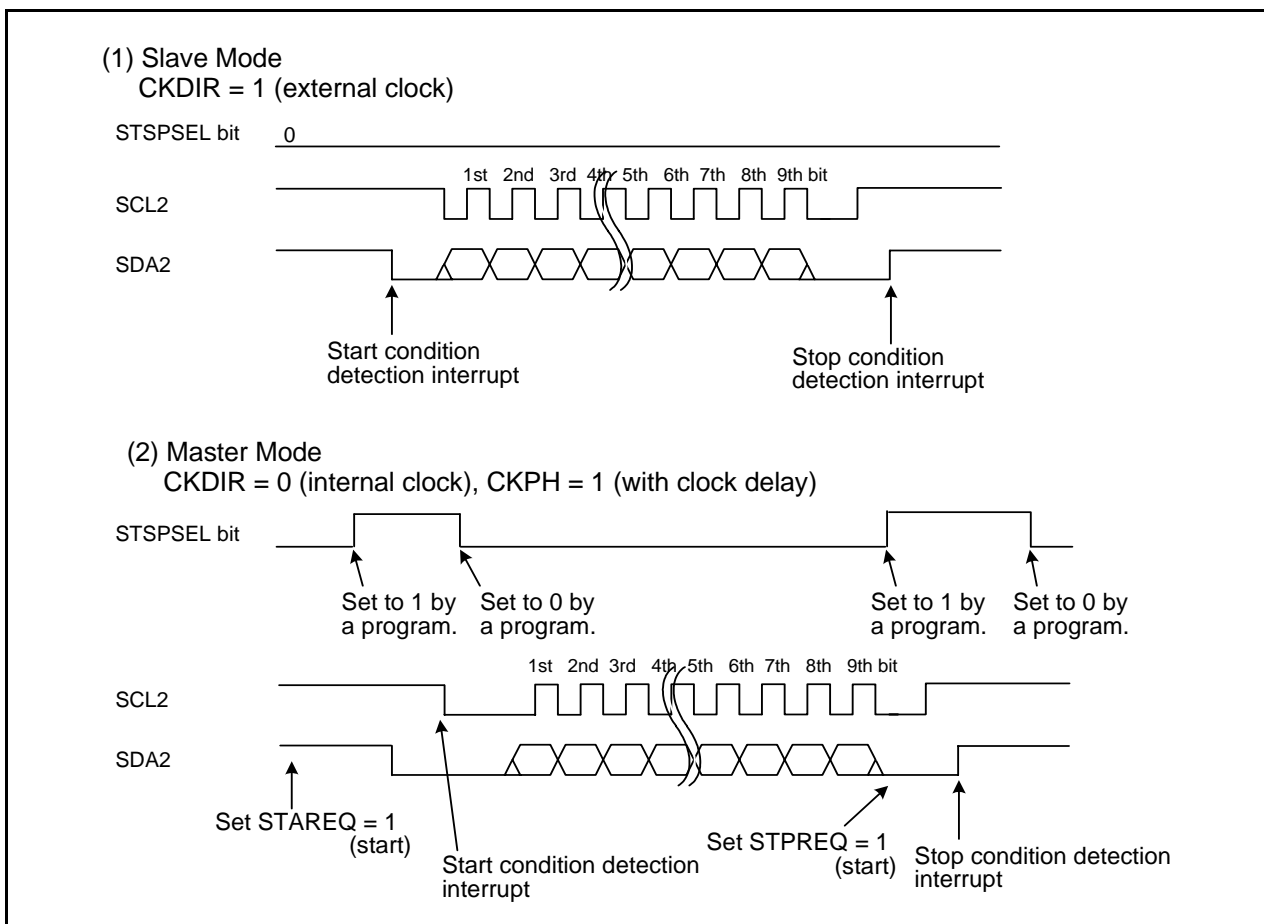 (1) Slave Mode
CKDIR = 1 (external clock)
STSPSEL bit 0
1st 2nd 3rd 4th 5th 6th 7th 8th 9th bit
SCL2
SDA2
Start condition
detection interrupt
Stop condition
detection interrupt
(2) Master Mode
CKDIR = 0 (internal clock), CKPH = 1 (with clock delay)
STSPSEL bit
Set to 1 by
a program.
Set to 0 by
a program.
Set to 1 by
a program.
Set to 0 by
a program.
1st 2nd 3rd 4th 5th 6th 7th 8th 9th bit
SCL2
SDA2
Set STAREQ = 1
(start)
Start condition detection
interrupt
Set STPREQ = 1
(start)
Stop condition detection
interrupt